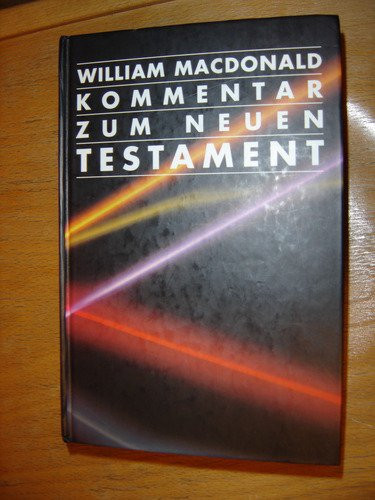 WILLIAM MACDONALD
KOMMENTAR
ZUM NEUEN
TESTAMENT